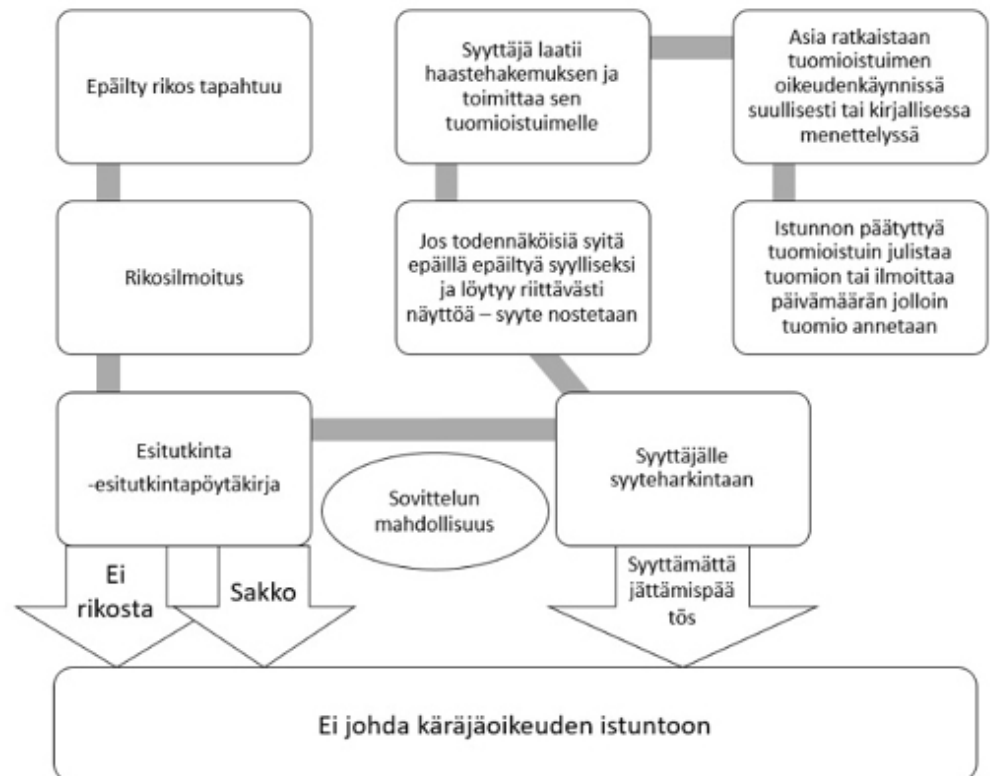 Epäilty rikos tapahtuu
Rikosilmoitus
Esitutkinta
-esitutkintapöytäkirja
Ei
rikosta
Sakko
Sovittelun
mahdollisuus
Syyttäjälle
syyteharkintaan
Syyttämättä
jättämispää
tös
Jos todennäköisiä syitä
epäillä epäiltyä syylliseksi
ja löytyy riittävästi
näyttöä – syyte nostetaan
Syyttäjä laatii
haastehakemuksen ja
toimittaa sen
tuomioistuimelle
Asia ratkaistaan
tuomioistuimen
oikeudenkäynnissä
suullisesti tai kirjallisessa
menettelyssä
Istunnon päätyttyä
tuomioistuin julistaa
tuomion tai ilmoittaa
päivämäärän jolloin
tuomio annetaan
Ei johda käräjäoikeuden istuntoon